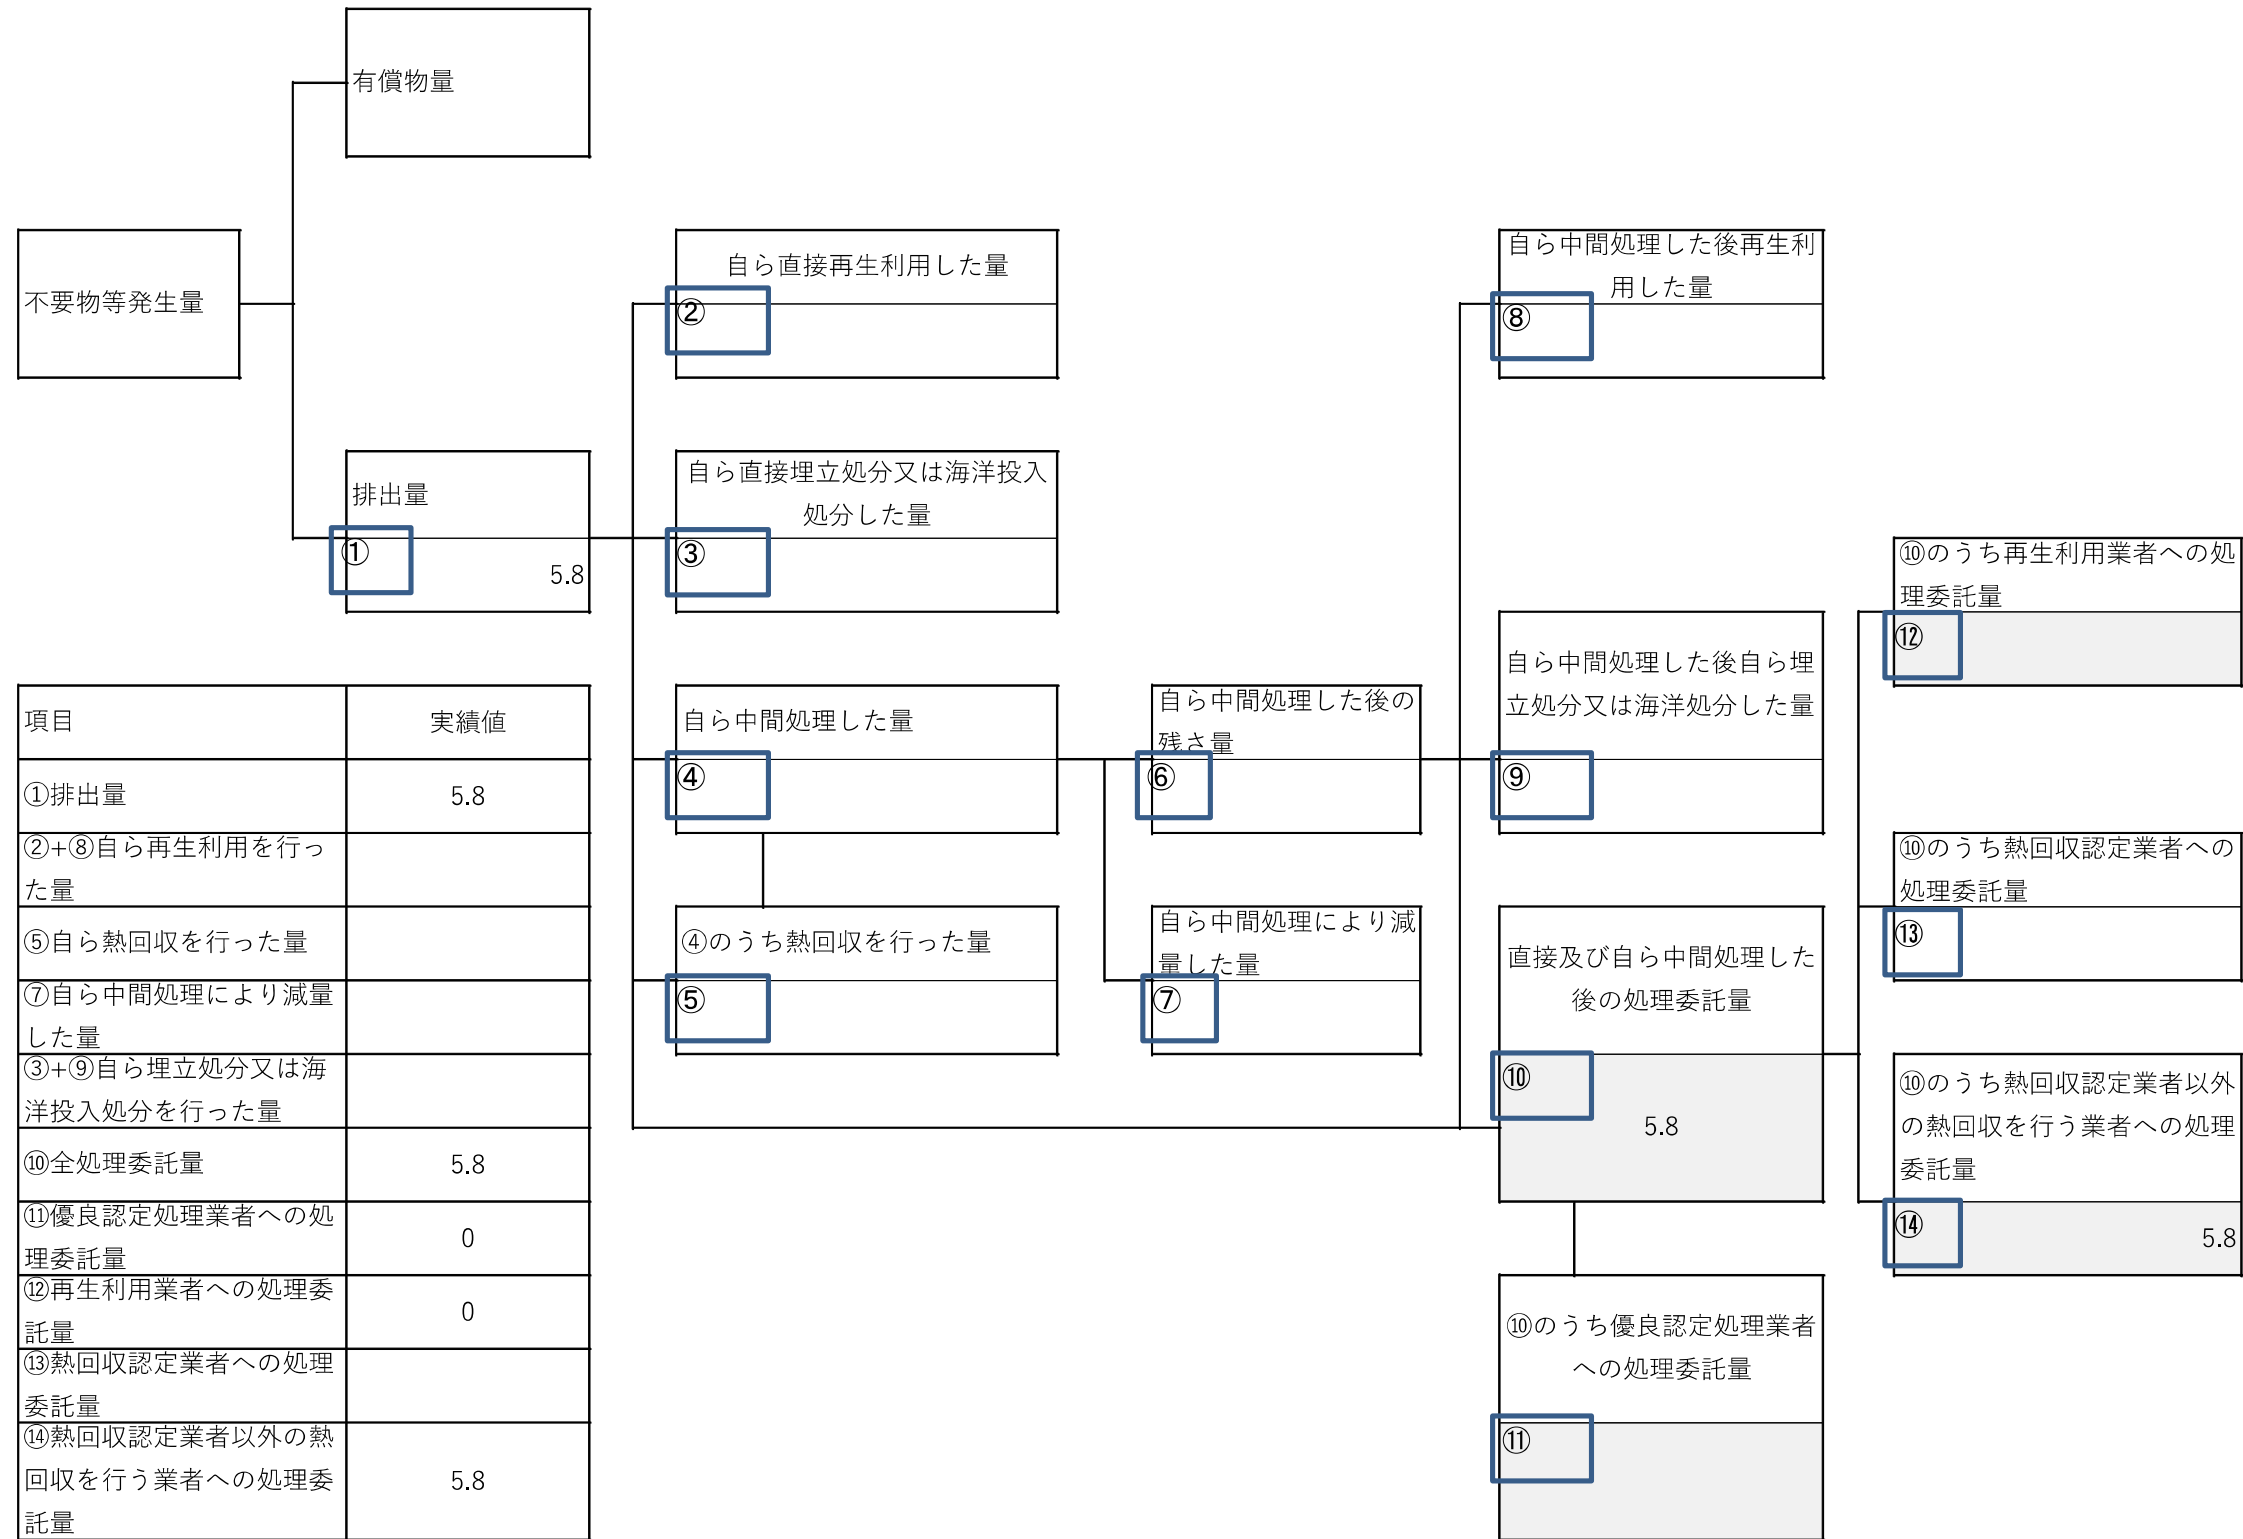 有償物量
不要物等発生量
自ら直接再生利用した量
②
自ら中間処理した後再生利
用した量
⑧
排出量
①
5.8
自ら直接埋立処分又は海洋投入
処分した量
③
⑩のうち再生利用業者への処
理委託量
⑫
自ら中間処理した量
④
自ら中間処理した後の
残さ量
⑥
自ら中間処理した後自ら埋
立処分又は海洋処分した量
⑨
④のうち熱回収を行った量
⑤
自ら中間処理により減
量した量
⑦
直接及び自ら中間処理した
後の処理委託量
⑩
5.8
⑩のうち熱回収認定業者への
処理委託量
⑬
⑩のうち熱回収認定業者以外
の熱回収を行う業者への処理
委託量
⑭
5.8
⑩のうち優良認定処理業者
への処理委託量
⑪
項目 実績値
①排出量 5.8
②+⑧自ら再生利用を行っ
た量
⑤自ら熱回収を行った量
⑦自ら中間処理により減量
した量
③+⑨自ら埋立処分又は海
洋投入処分を行った量
⑩全処理委託量 5.8
⑪優良認定処理業者への処
理委託量 0
⑫再生利用業者への処理委
託量 0
⑬熱回収認定業者への処理
委託量
⑭熱回収認定業者以外の熱
回収を行う業者への処理委 5.8
託量